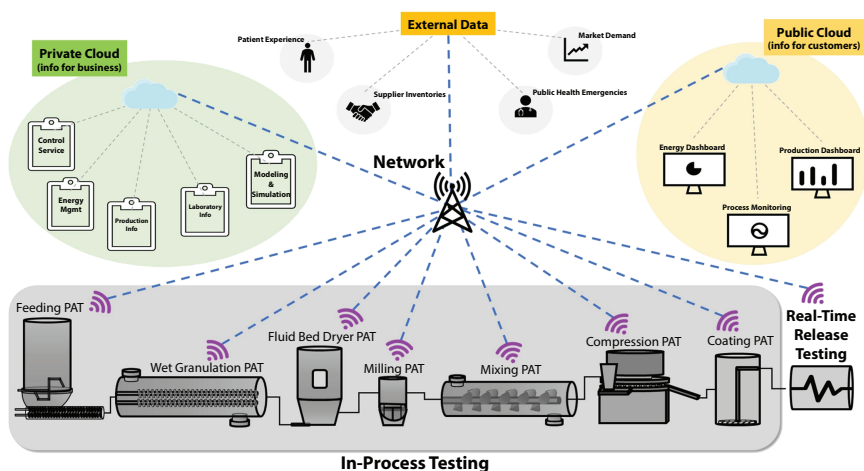 External Data
Private Cloud
(info for business)
Public Cloud
(info for customers)
Patient Experience
Market Demand
Supplier Inventories
Public Health Emergencies
Control
Service
Energy
Mgmt
Production
Info
Laboratory
Info
Modeling
&
Simulation
Network
Energy Dashboard
Production Dashboard
Process Monitoring
Feeding PAT
Wet Granulation PAT
Fluid Bed Dryer PAT
Milling PAT
Mixing PAT
Compression PAT
Coating PAT
Real-Time
Release
Testing
In-Process Testing